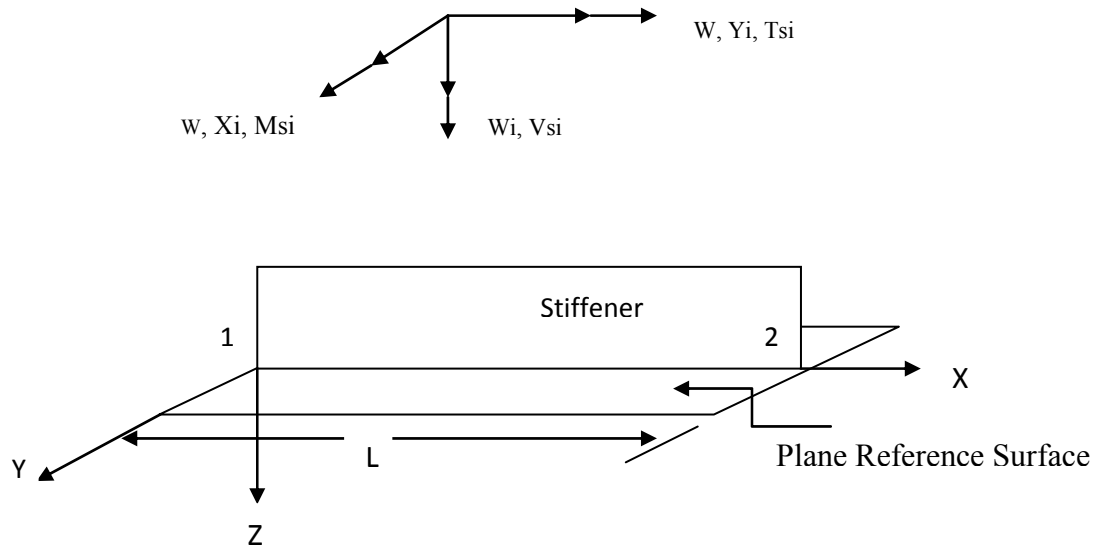 W, Yi, Tsi
W, Xi, Msi
Wi, Vsi
Stiffener
1
2
X
Y
L
Plane Reference Surface
Z